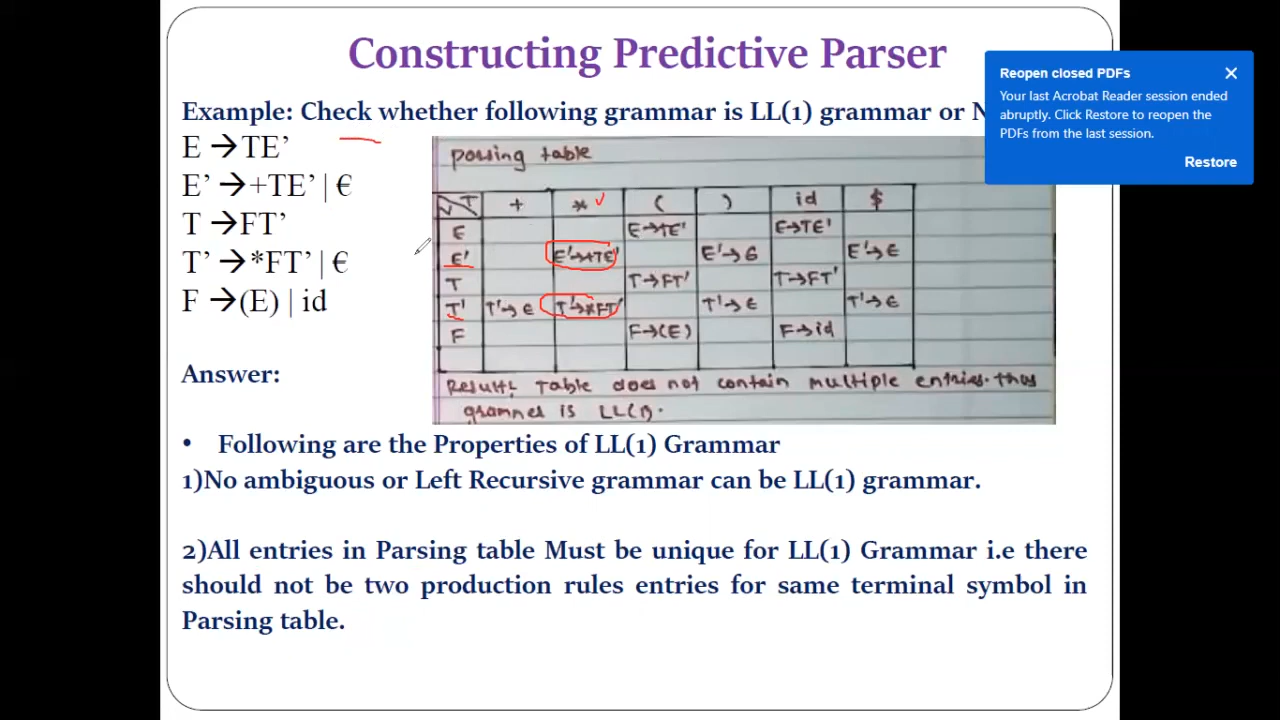 Constructing Predictive Parser
Example: Check whether following grammar is LL(1) grammar or N
E →TE’
E’ →+TE’ | €
T →FT’
T’ →*FT’ | €
F →(E) | id
Reopen closed PDFs
Your last Acrobat Reader session ended
abruptly. Click Restore to reopen the
PDFs from the last session.
Restore
parsing table
T + * ( ) id $
E E→TE' E→TE'
E' E'→+TE' E'→ε E'→ε
T T→FT' T→FT'
T' T'→ε T'→*FT' T'→ε T'→ε
F F→(E) F→id
Result: Table does not contain multiple entries. thus
grammer is LL(1).
Answer:
• Following are the Properties of LL(1) Grammar
1)No ambiguous or Left Recursive grammar can be LL(1) grammar.
2)All entries in Parsing table Must be unique for LL(1) Grammar i.e there
should not be two production rules entries for same terminal symbol in
Parsing table.